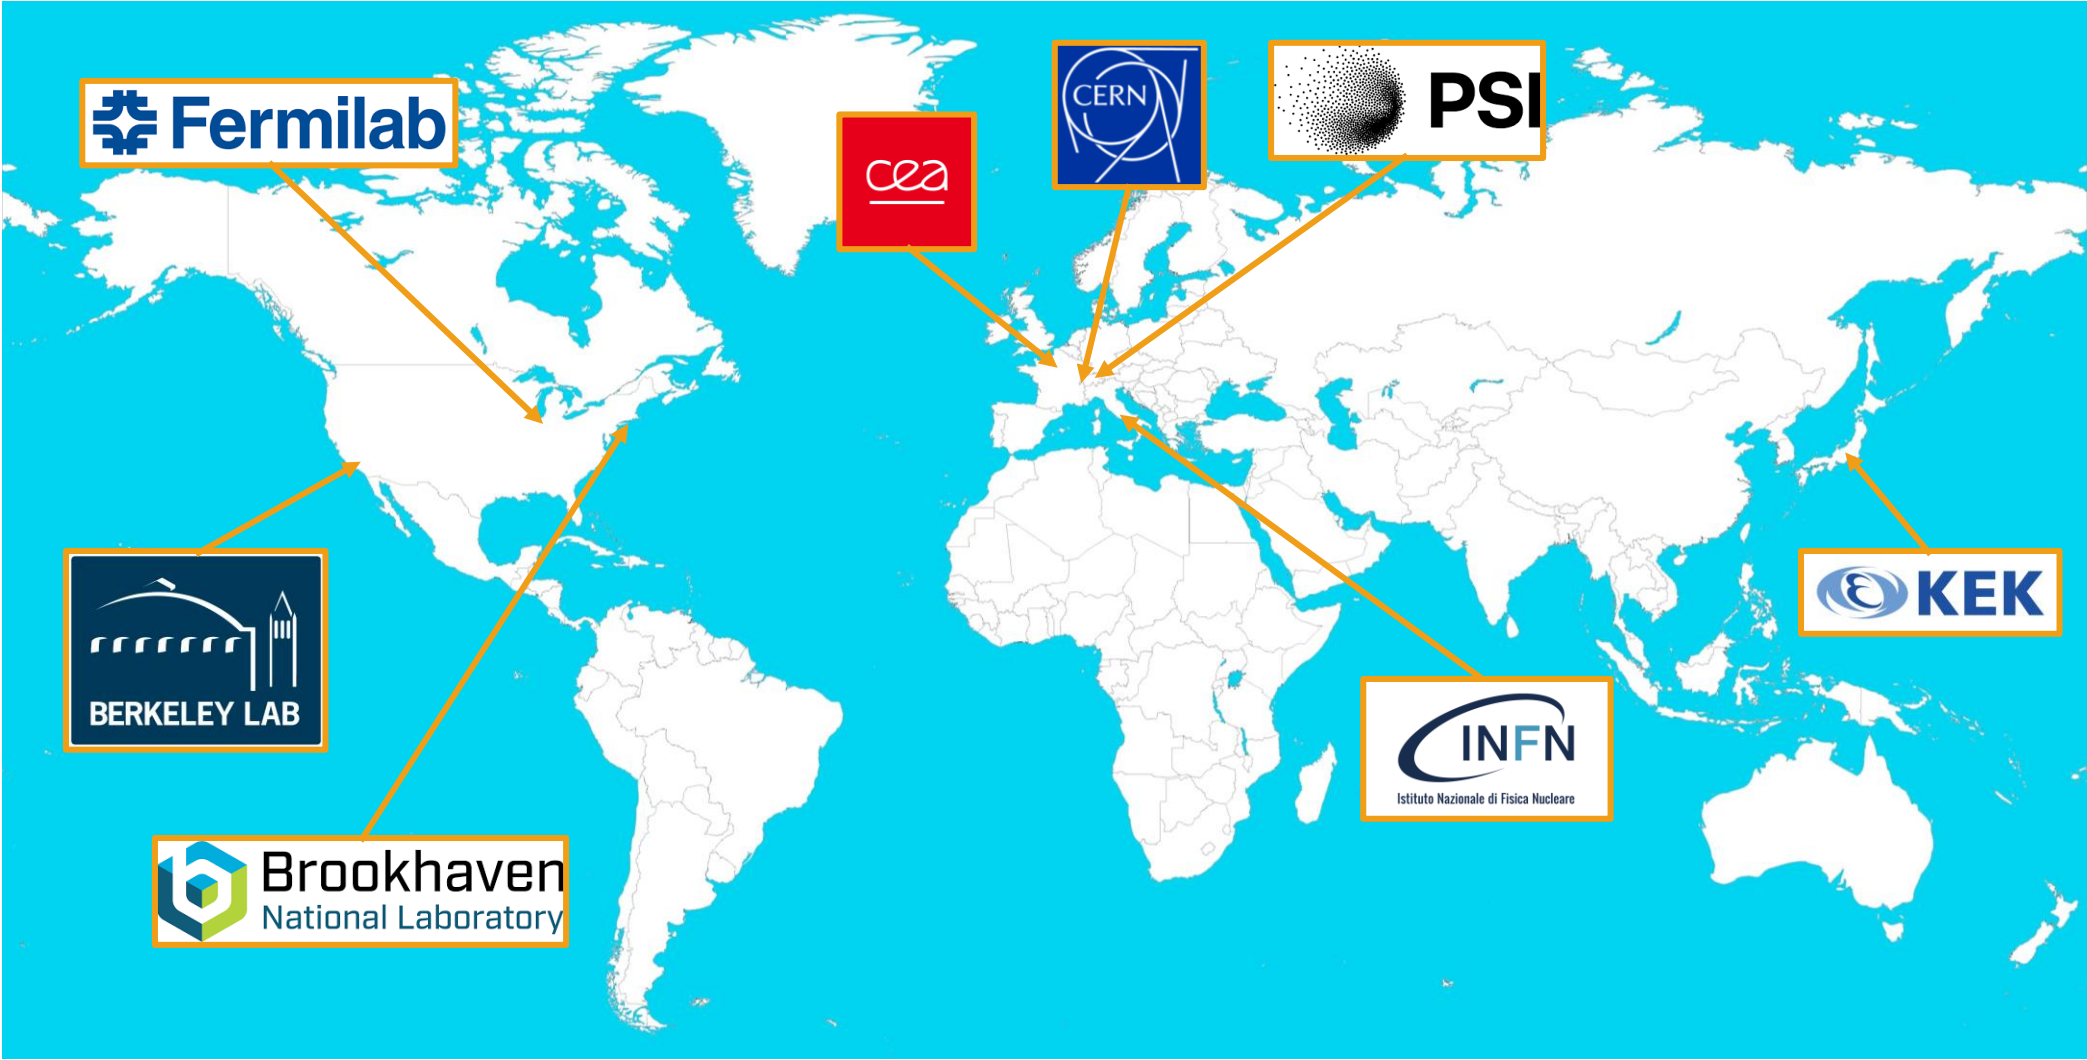 Fermilab
cea
CERN
PSI
BERKELEY LAB
KEK
INFN
Istituto Nazionale di Fisica Nucleare
Brookhaven
National Laboratory